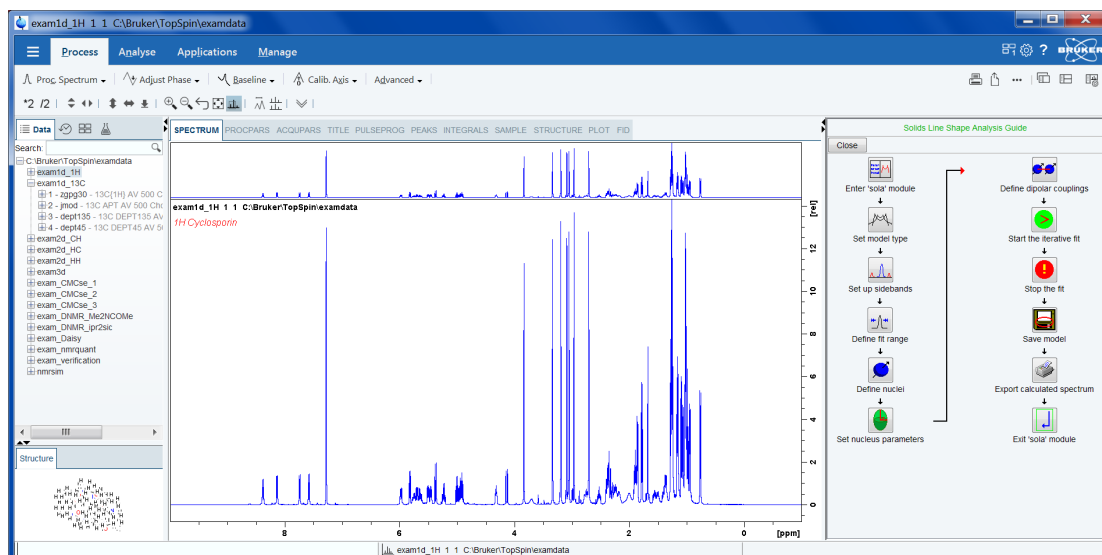 exam1d_1H 1 1 C:\Bruker\TopSpin\examdata
Process Analyse Applications Manage
?
BRUKER
Proc. Spectrum Adjust Phase Baseline Calib. Axis Advanced
*2 /2
Data
SPECTRUM PROCPARS ACQUPARS TITLE PULSEPROG PEAKS INTEGRALS SAMPLE STRUCTURE PLOT FID
Search:
C:\Bruker\TopSpin\examdata
exam1d_1H
exam1d_13C
1 - zgpg30 - 13C{1H} AV 500 C
2 - jmod - 13C APT AV 500 Cho
3 - dept135 - 13C DEPT135 AV
4 - dept45 - 13C DEPT45 AV 5
exam2d_CH
exam2d_HC
exam2d_HH
exam3d
exam_CMCse_1
exam_CMCse_2
exam_CMCse_3
exam_DNMR_Me2NCOMe
exam_DNMR_ipr2sic
exam_Daisy
exam_nmrquant
exam_verification
nmrsim
Structure
exam1d_1H 1 1 C:\Bruker\TopSpin\examdata
1H Cyclosporin
[rel]
12
10
8
6
4
2
0
8 6 4 2 0 [ppm]
exam1d_1H 1 1 C:\Bruker\TopSpin\examdata
Solids Line Shape Analysis Guide
Close
Enter 'sola' module
Set model type
Set up sidebands
Define fit range
Define nuclei
Set nucleus parameters
Define dipolar couplings
Start the iterative fit
Stop the fit
Save model
Export calculated spectrum
Exit 'sola' module